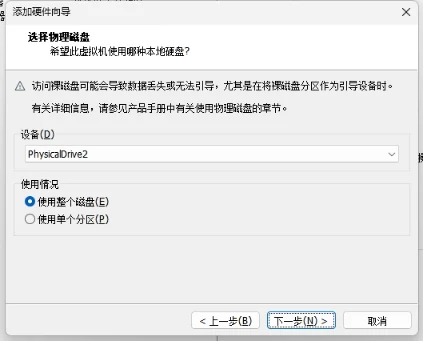 添加硬件向导
选择物理磁盘
希望此虚拟机使用哪种本地硬盘?
访问裸磁盘可能会导致数据丢失或无法引导，尤其是在将裸磁盘分区作为引导设备时。
有关详细信息，请参见产品手册中有关使用物理磁盘的章节。
设备(D)
PhysicalDrive2
使用情况
使用整个磁盘(E)
使用单个分区(P)
< 上一步(B)
下一步(N) >
取消